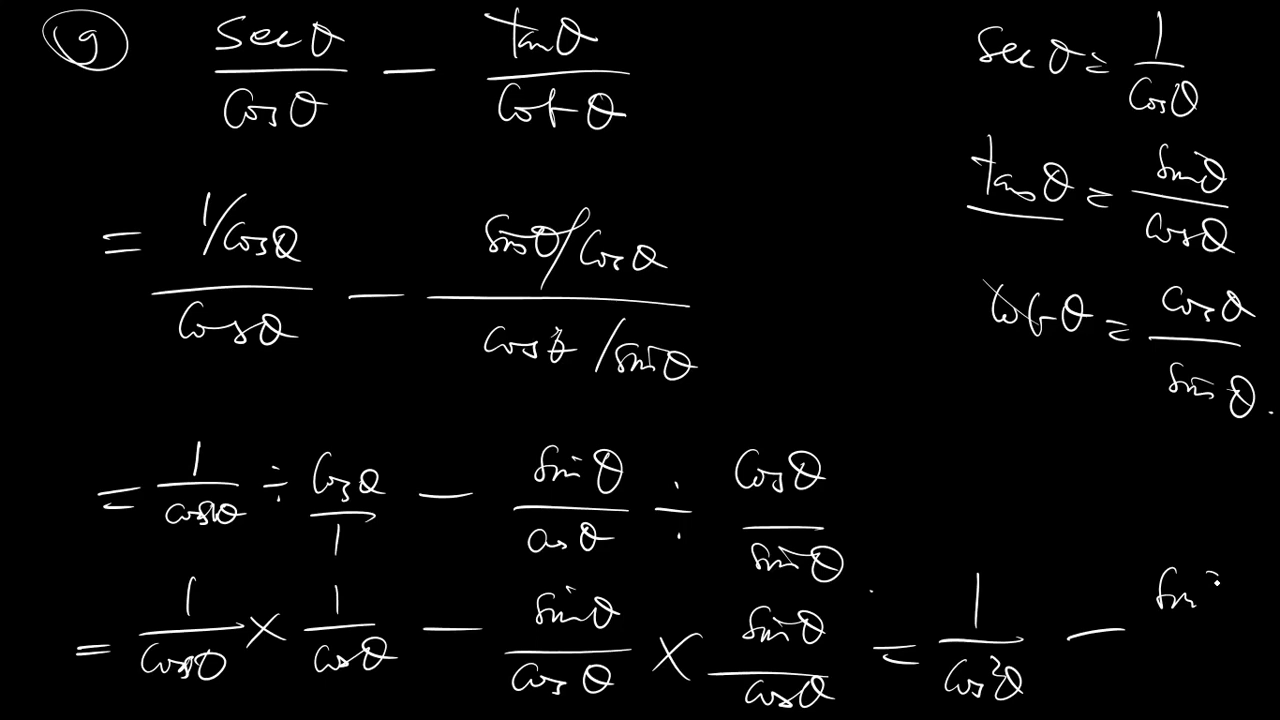 9 secθ/cosθ − tanθ/cotθ
= (1/cosθ)/cosθ − (sinθ/cosθ)/(cosθ/sinθ)
= 1/cosθ ÷ cosθ/1 − sinθ/cosθ ÷ cosθ/sinθ
= 1/cosθ × 1/cosθ − sinθ/cosθ × sinθ/cosθ = 1/cos²θ − sin
secθ = 1/cosθ
tanθ = sinθ/cosθ
cotθ = cosθ/sinθ.